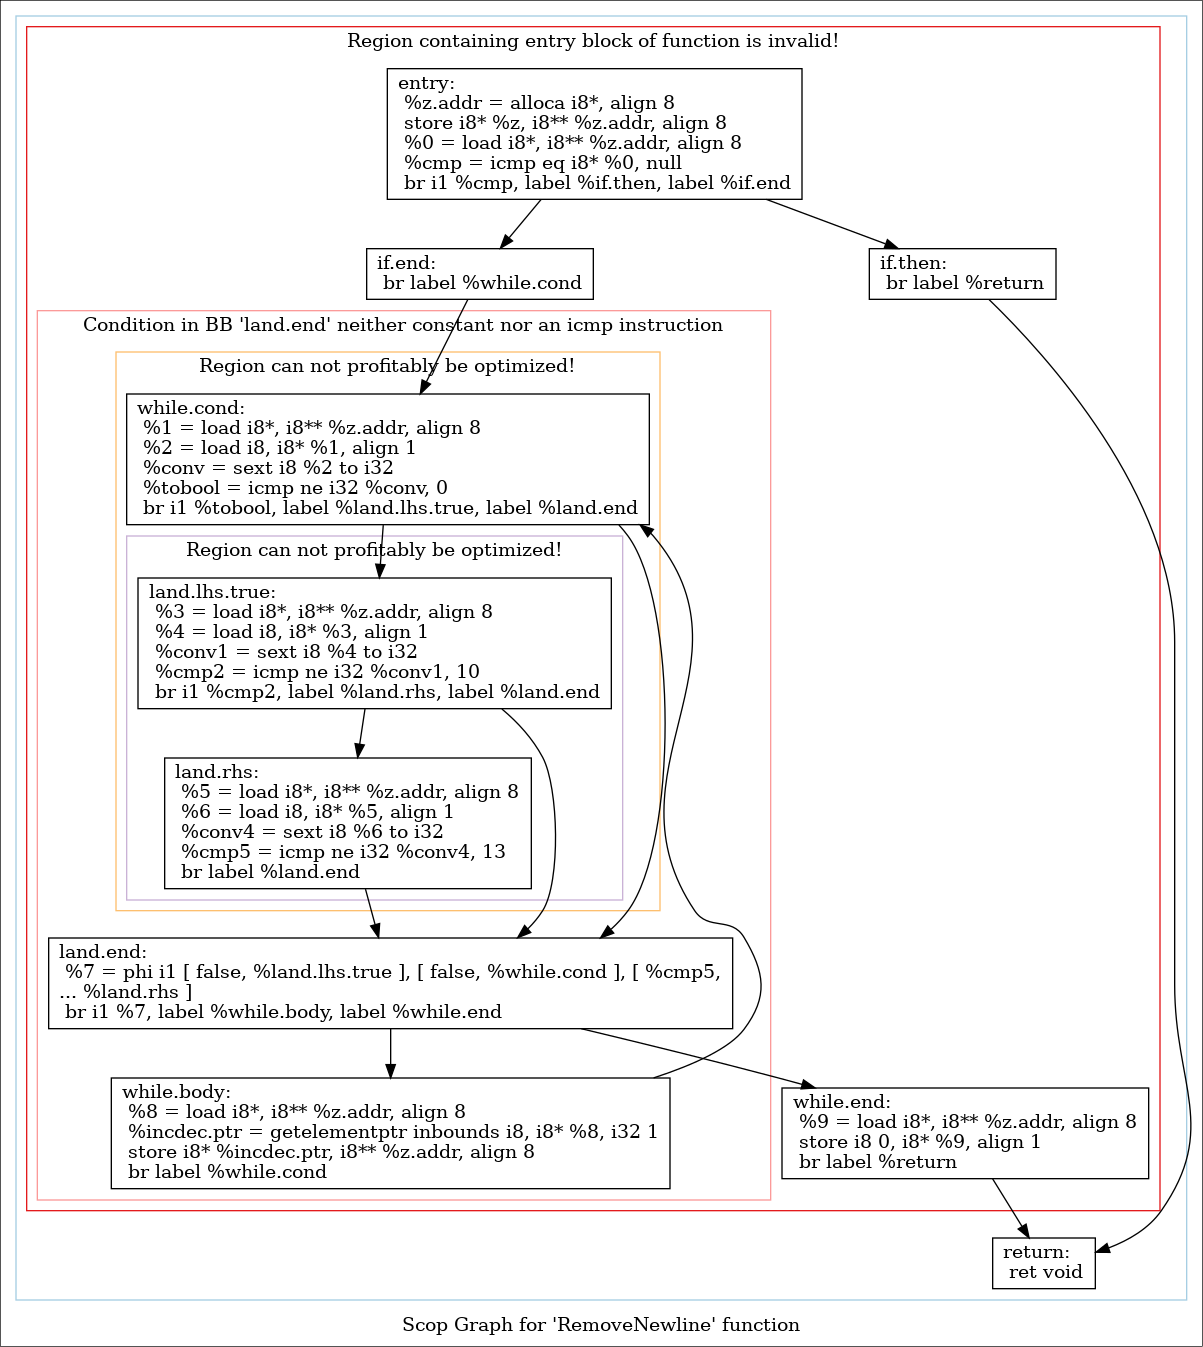 Region containing entry block of function is invalid!
entry:
%z.addr = alloca i8*, align 8
store i8* %z, i8** %z.addr, align 8
%0 = load i8*, i8** %z.addr, align 8
%cmp = icmp eq i8* %0, null
br i1 %cmp, label %if.then, label %if.end
if.end:
br label %while.cond
if.then:
br label %return
Condition in BB 'land.end' neither constant nor an icmp instruction
Region can not profitably be optimized!
while.cond:
%1 = load i8*, i8** %z.addr, align 8
%2 = load i8, i8* %1, align 1
%conv = sext i8 %2 to i32
%tobool = icmp ne i32 %conv, 0
br i1 %tobool, label %land.lhs.true, label %land.end
Region can not profitably be optimized!
land.lhs.true:
%3 = load i8*, i8** %z.addr, align 8
%4 = load i8, i8* %3, align 1
%conv1 = sext i8 %4 to i32
%cmp2 = icmp ne i32 %conv1, 10
br i1 %cmp2, label %land.rhs, label %land.end
land.rhs:
%5 = load i8*, i8** %z.addr, align 8
%6 = load i8, i8* %5, align 1
%conv4 = sext i8 %6 to i32
%cmp5 = icmp ne i32 %conv4, 13
br label %land.end
land.end:
%7 = phi i1 [ false, %land.lhs.true ], [ false, %while.cond ], [ %cmp5,
... %land.rhs ]
br i1 %7, label %while.body, label %while.end
while.body:
%8 = load i8*, i8** %z.addr, align 8
%incdec.ptr = getelementptr inbounds i8, i8* %8, i32 1
store i8* %incdec.ptr, i8** %z.addr, align 8
br label %while.cond
while.end:
%9 = load i8*, i8** %z.addr, align 8
store i8 0, i8* %9, align 1
br label %return
return:
ret void
Scop Graph for 'RemoveNewline' function